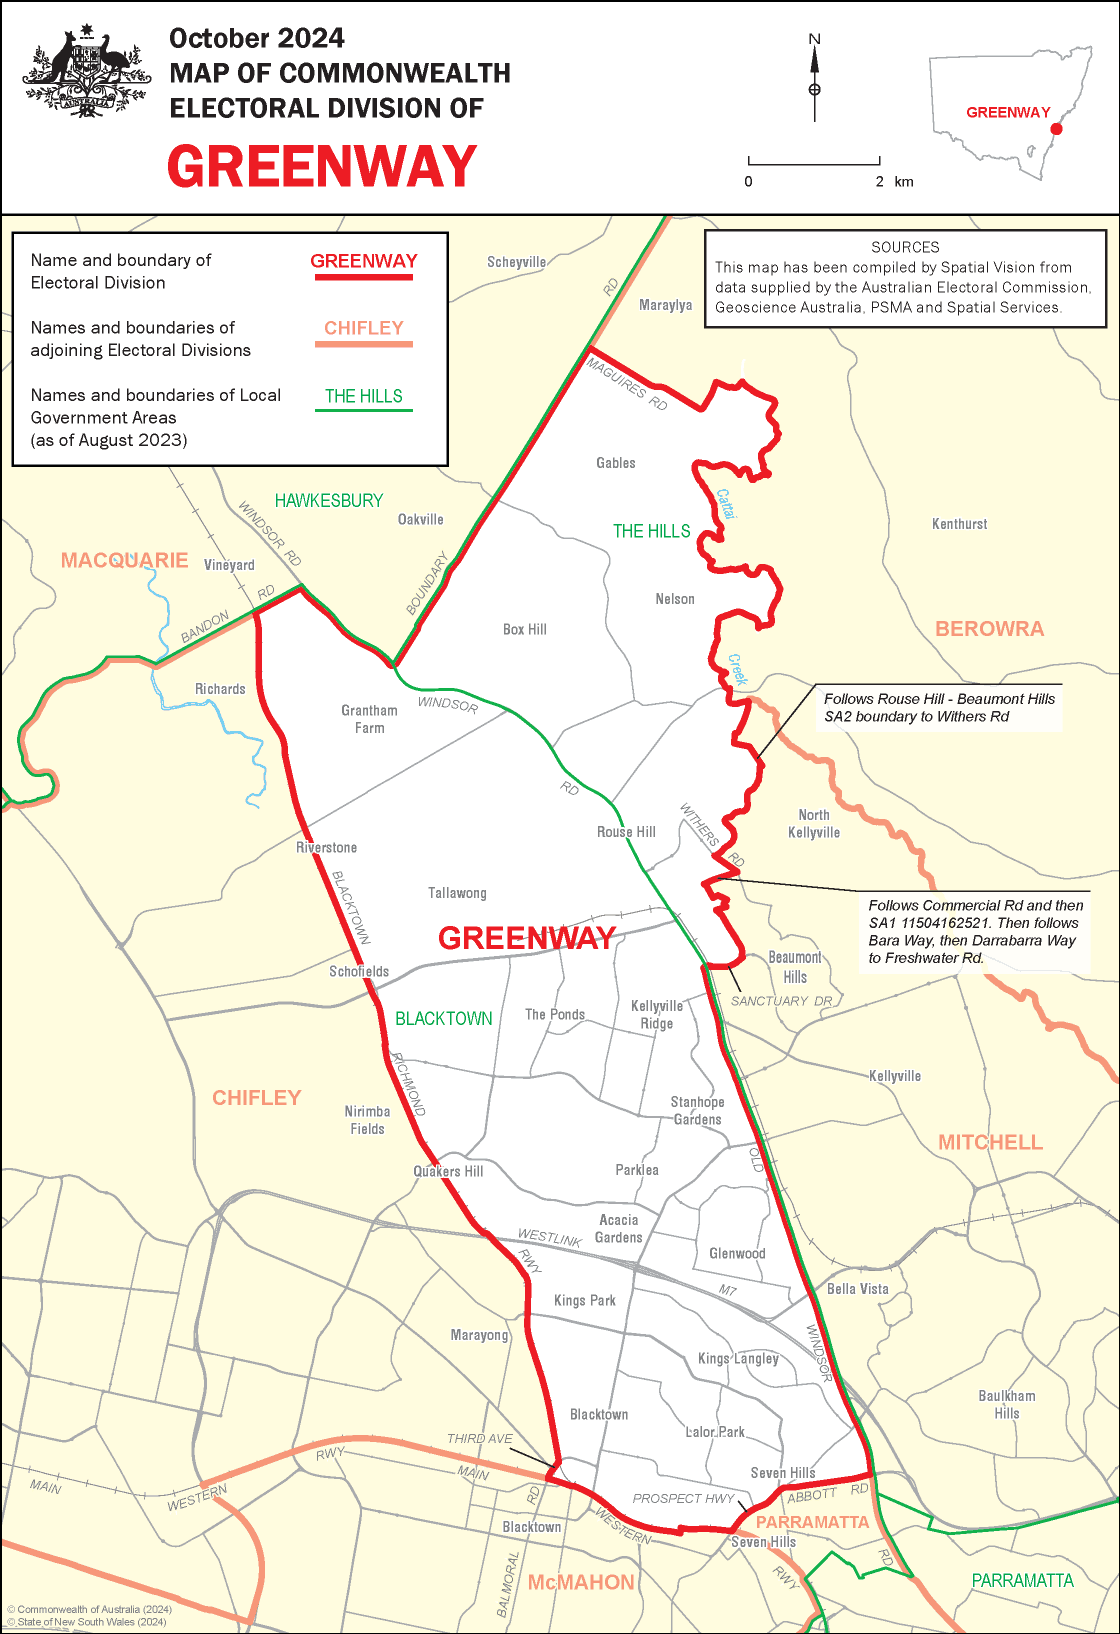 October 2024
MAP OF COMMONWEALTH
ELECTORAL DIVISION OF
GREENWAY
AUSTRALIA
N
0 2 km
GREENWAY
Name and boundary of
Electoral Division
GREENWAY
Names and boundaries of
adjoining Electoral Divisions
CHIFLEY
Names and boundaries of Local
Government Areas
(as of August 2023)
THE HILLS
SOURCES
This map has been compiled by Spatial Vision from
data supplied by the Australian Electoral Commission,
Geoscience Australia, PSMA and Spatial Services.
Scheyville
RD
Maraylya
MAGUIRES RD
Gables
HAWKESBURY
Cattai
WINDSOR RD
Oakville
THE HILLS
Kenthurst
MACQUARIE
Vineyard
BOUNDARY
RD
BANDON
Nelson
Box Hill
BEROWRA
Creek
Richards
WINDSOR
Grantham
Farm
Follows Rouse Hill - Beaumont Hills
SA2 boundary to Withers Rd
RD
North
Kellyville
WITHERS RD
Rouse Hill
Riverstone
Tallawong
BLACKTOWN
Follows Commercial Rd and then
SA1 11504162521. Then follows
Bara Way, then Darrabarra Way
to Freshwater Rd.
GREENWAY
Beaumont
Hills
Schofields
SANCTUARY DR
BLACKTOWN
The Ponds
Kellyville
Ridge
Kellyville
RICHMOND
CHIFLEY
Nirimba
Fields
Stanhope
Gardens
MITCHELL
OLD
Quakers Hill
Parklea
Acacia
Gardens
WESTLINK
Glenwood
RWY
M7
Bella Vista
Kings Park
Marayong
WINDSOR
Kings Langley
Baulkham
Hills
Blacktown
THIRD AVE
Lalor Park
RWY
MAIN
Seven Hills
MAIN
WESTERN
RD
PROSPECT HWY
ABBOTT RD
Blacktown
WESTERN
PARRAMATTA
Seven Hills
RD
BALMORAL
McMAHON
RWY
PARRAMATTA
© Commonwealth of Australia (2024)
© State of New South Wales (2024)